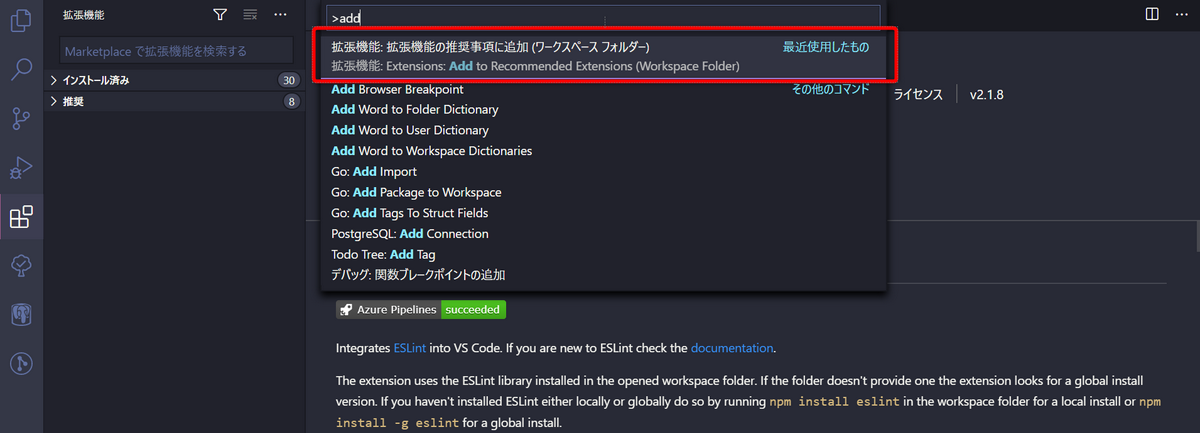 拡張機能
Marketplace で拡張機能を検索する
インストール済み 30
推奨 8
>add
拡張機能: 拡張機能の推奨事項に追加 (ワークスペース フォルダー) 最近使用したもの
拡張機能: Extensions: Add to Recommended Extensions (Workspace Folder)
Add Browser Breakpoint その他のコマンド
Add Word to Folder Dictionary
Add Word to User Dictionary
Add Word to Workspace Dictionaries
Go: Add Import
Go: Add Package to Workspace
Go: Add Tags To Struct Fields
PostgreSQL: Add Connection
Todo Tree: Add Tag
デバッグ: 関数ブレークポイントの追加
ライセンス v2.1.8
Azure Pipelines succeeded
Integrates ESLint into VS Code. If you are new to ESLint check the documentation.
The extension uses the ESLint library installed in the opened workspace folder. If the folder doesn't provide one the extension looks for a global install
version. If you haven't installed ESLint either locally or globally do so by running npm install eslint in the workspace folder for a local install or npm
install -g eslint for a global install.